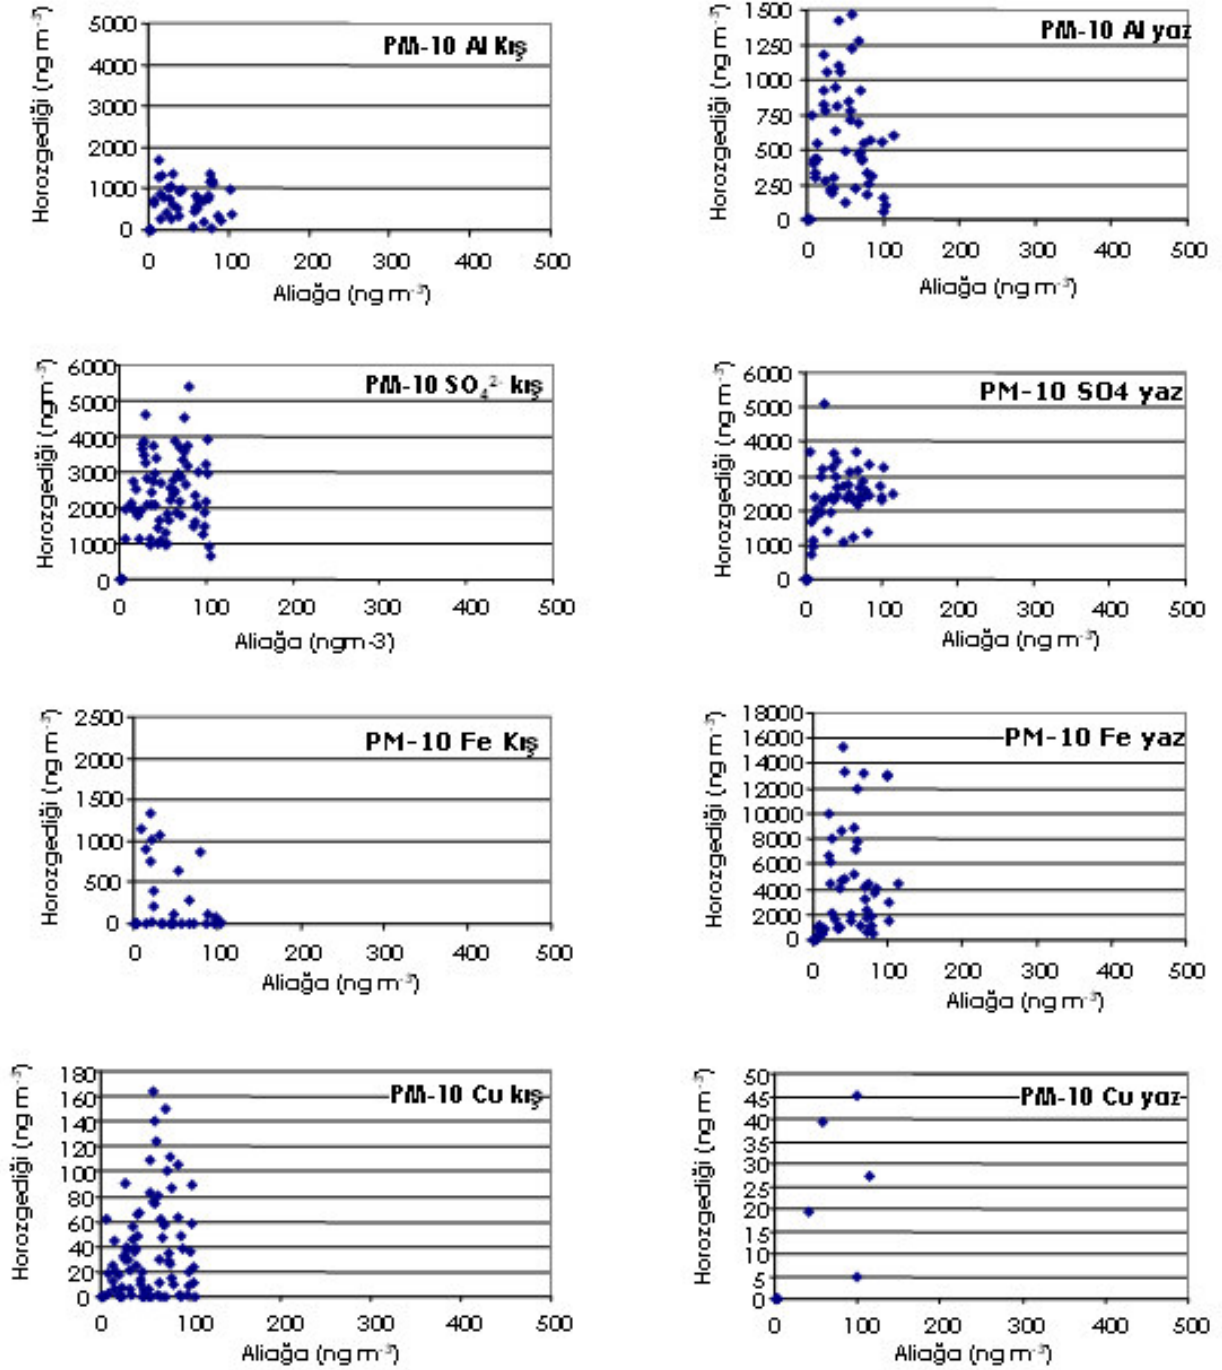 PM-10 Al Kış
Horozgediği (ng m⁻³)
5000
4000
3000
2000
1000
0
0 100 200 300 400 500
Aliağa (ng m⁻³)
PM-10 Al yaz
Horozgediği (ng m⁻³)
1500
1250
1000
750
500
250
0
0 100 200 300 400 500
Aliağa (ng m⁻³)
PM-10 SO₄²⁻ kış
Horozgediği (ngm⁻³)
6000
5000
4000
3000
2000
1000
0
0 100 200 300 400 500
Aliağa (ngm-3)
PM-10 SO4 yaz
Horozgediği (ng m⁻³)
6000
5000
4000
3000
2000
1000
0
0 100 200 300 400 500
Aliağa (ng m⁻³)
PM-10 Fe Kış
Horozgediği (ng m⁻³)
2500
2000
1500
1000
500
0
0 100 200 300 400 500
Aliağa (ng m⁻³)
PM-10 Fe yaz
Horozgediği (ng m⁻³)
18000
16000
14000
12000
10000
8000
6000
4000
2000
0
0 100 200 300 400 500
Aliağa (ng m⁻³)
PM-10 Cu kış
Horozgediği (ng m⁻³)
180
160
140
120
100
80
60
40
20
0
0 100 200 300 400 500
Aliağa (ng m⁻³)
PM-10 Cu yaz
Horozgediği (ng m⁻³)
50
45
40
35
30
25
20
15
10
5
0
0 100 200 300 400 500
Aliağa (ng m⁻³)